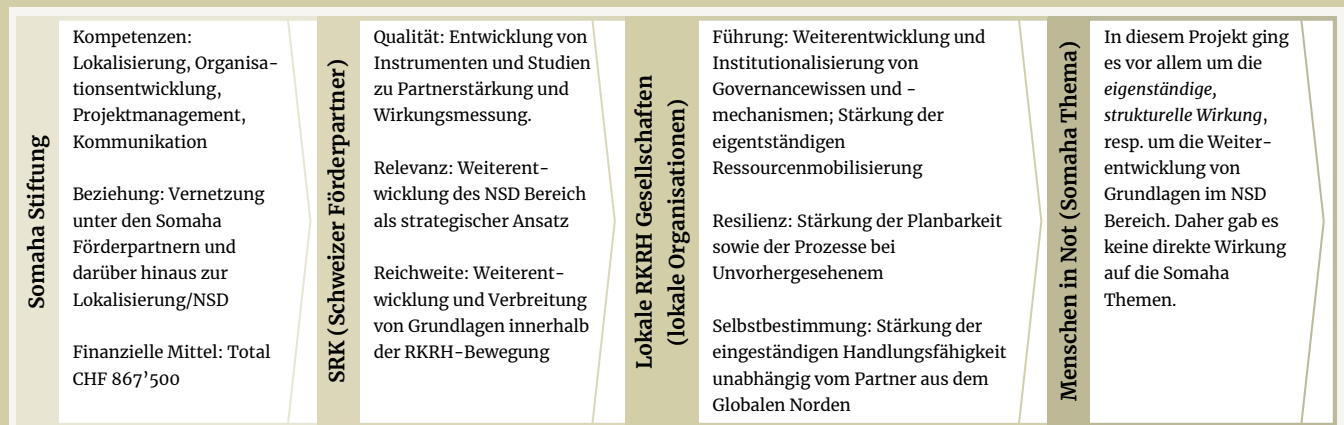 Somaha Stiftung
Kompetenzen:
Lokalisierung, Organisa-
tionsentwicklung,
Projektmanagement,
Kommunikation
Beziehung: Vernetzung
unter den Somaha
Förderpartnern und
darüber hinaus zur
Lokalisierung/NSD
Finanzielle Mittel: Total
CHF 867’500
SRK (Schweizer Förderpartner)
Qualität: Entwicklung von
Instrumenten und Studien
zu Partnerstärkung und
Wirkungsmessung.
Relevanz: Weiterent-
wicklung des NSD Bereich
als strategischer Ansatz
Reichweite: Weiterent-
wicklung und Verbreitung
von Grundlagen innerhalb
der RKRH-Bewegung
Lokale RKRH Gesellschaften
(lokale Organisationen)
Führung: Weiterentwicklung und
Institutionalisierung von
Governancewissen und -
mechanismen; Stärkung der
eigentständigen
Ressourcenmobilisierung
Resilienz: Stärkung der Planbarkeit
sowie der Prozesse bei
Unvorhergesehenem
Selbstbestimmung: Stärkung der
eingeständigen Handlungsfähigkeit
unabhängig vom Partner aus dem
Globalen Norden
Menschen in Not (Somaha Thema)
In diesem Projekt ging
es vor allem um die
eigenständige,
strukturelle Wirkung,
resp. um die Weiter-
entwicklung von
Grundlagen im NSD
Bereich. Daher gab es
keine direkte Wirkung
auf die Somaha
Themen.